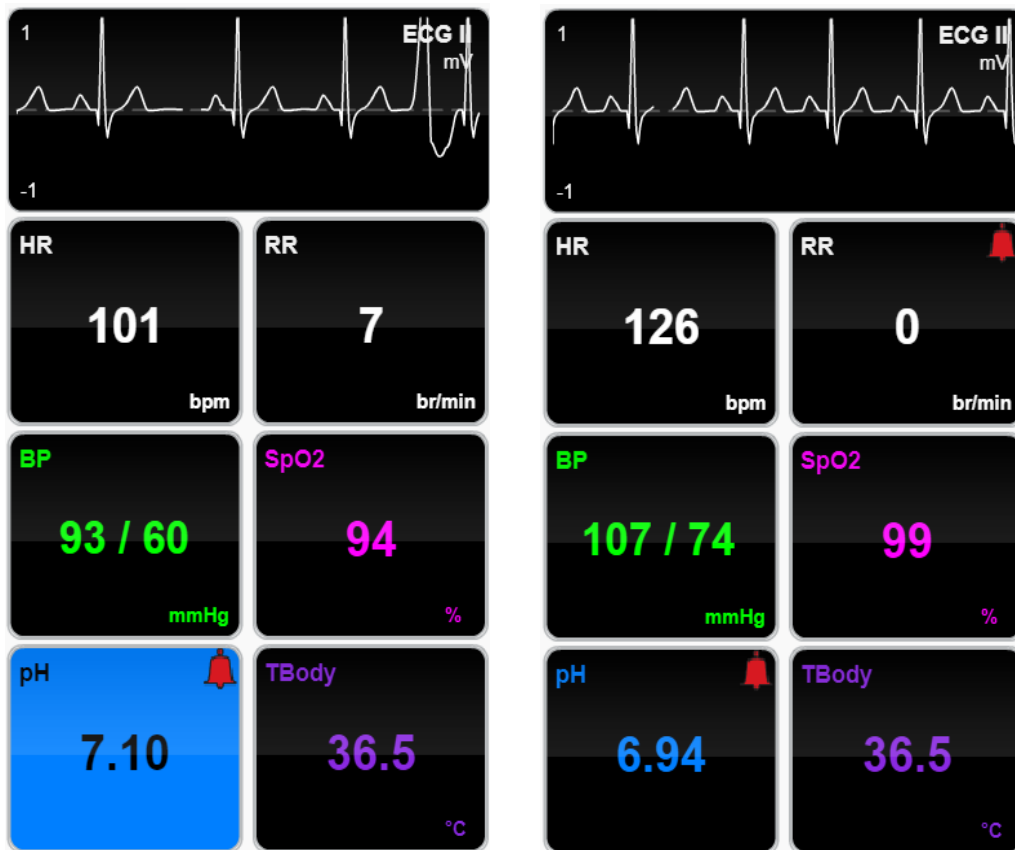 1 ECG II
mV
-1
HR RR
101 7
bpm br/min
BP SpO2
93 / 60 94
mmHg %
pH TBody
7.10 36.5
°C
1 ECG II
mV
-1
HR RR
126 0
bpm br/min
BP SpO2
107 / 74 99
mmHg %
pH TBody
6.94 36.5
°C